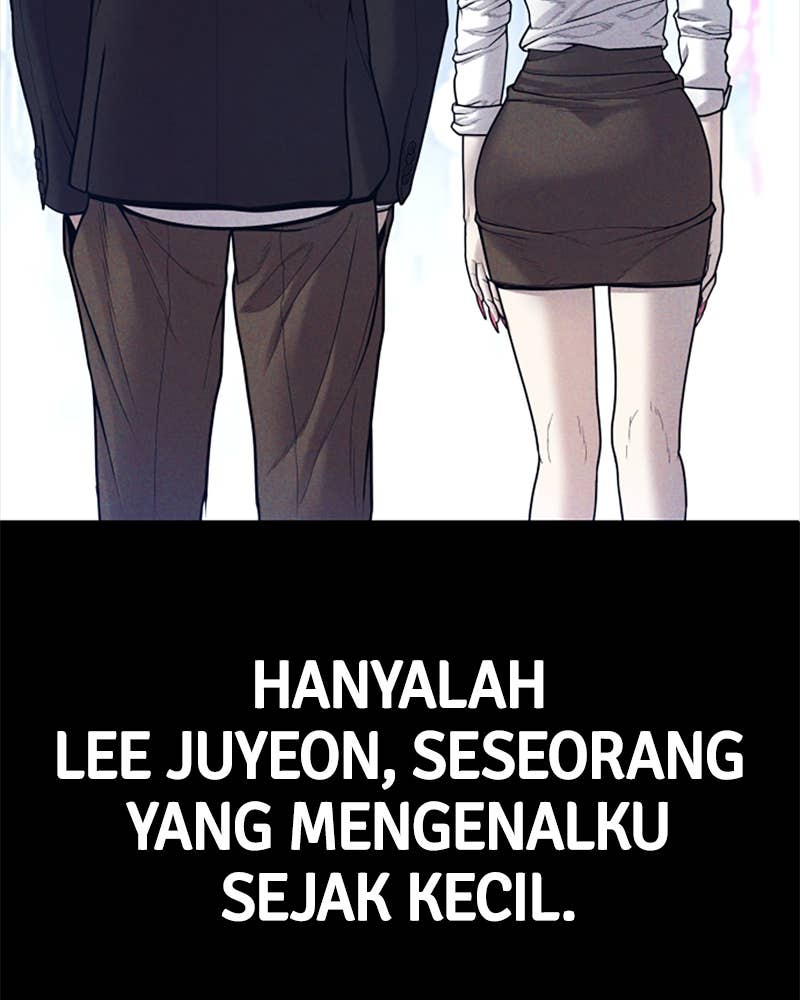 HANYALAH
LEE JUYEON, SESEORANG
YANG MENGENALKU
SEJAK KECIL.